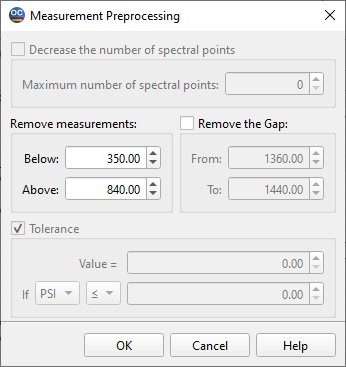 OC Measurement Preprocessing
Decrease the number of spectral points
Maximum number of spectral points: 0
Remove measurements: Remove the Gap:
Below: 350.00 From: 1360.00
Above: 840.00 To: 1440.00
Tolerance
Value = 0.00
If PSI ≤ 0.00
OK Cancel Help